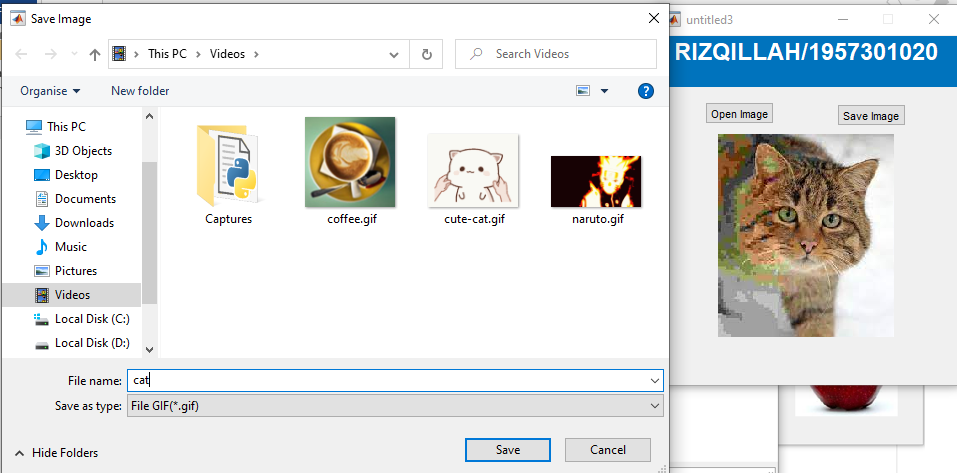 Save Image
This PC
Videos
Search Videos
Organise
New folder
This PC
3D Objects
Desktop
Documents
Downloads
Music
Pictures
Videos
Local Disk (C:)
Local Disk (D:)
Captures
coffee.gif
cute-cat.gif
naruto.gif
File name: cat
Save as type: File GIF(*.gif)
Hide Folders
Save
Cancel
untitled3
RIZQILLAH/1957301020
Open Image
Save Image